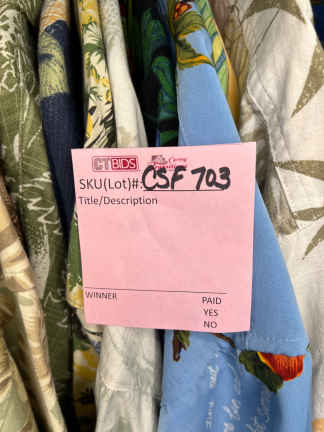 CTBIDS
SKU(Lot)#: CSF 703
Title/Description
WINNER
PAID
YES
NO